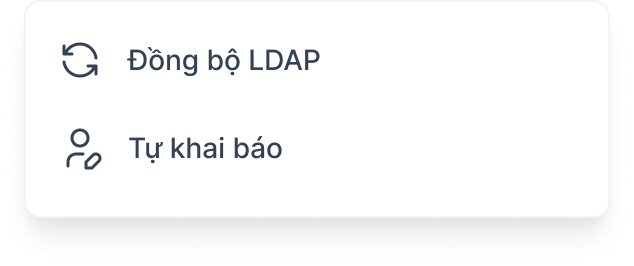 Đồng bộ LDAP
Tự khai báo